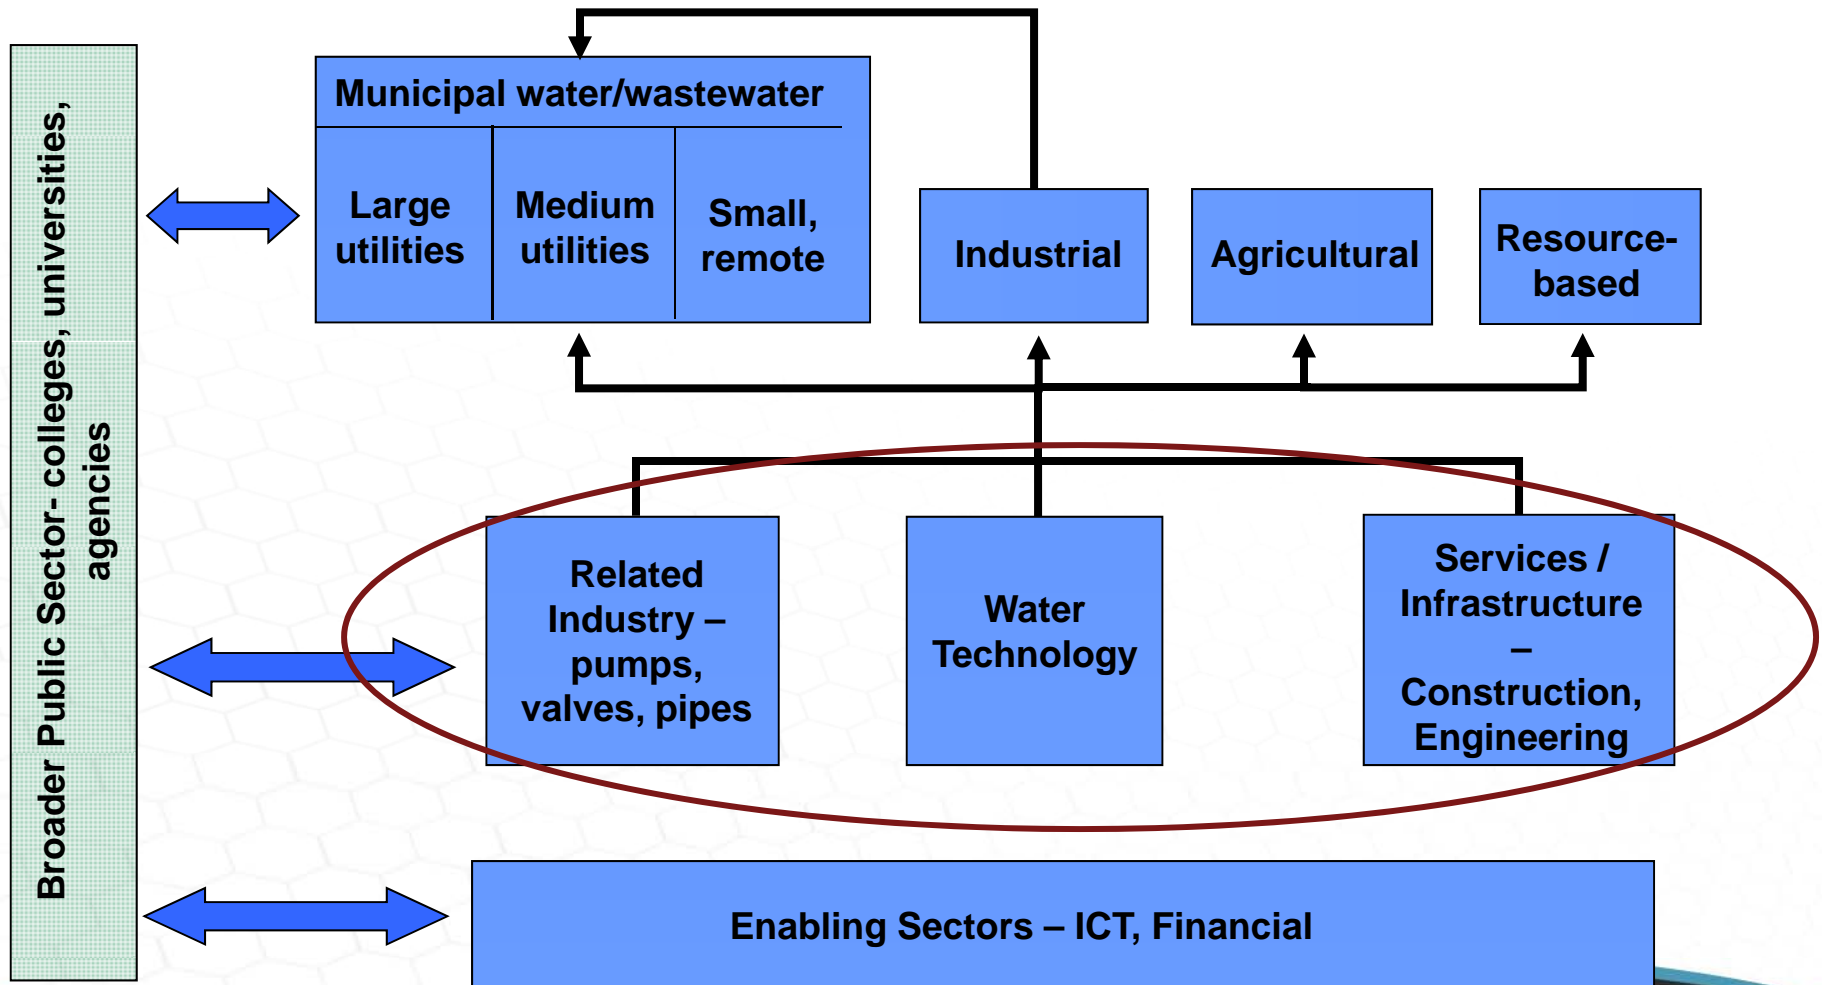 Broader Public Sector- colleges, universities,
agencies
Municipal water/wastewater
Large
utilities
Medium
utilities
Small,
remote
Industrial
Agricultural
Resource-
based
Related
Industry –
pumps,
valves, pipes
Water
Technology
Services /
Infrastructure
–
Construction,
Engineering
Enabling Sectors – ICT, Financial